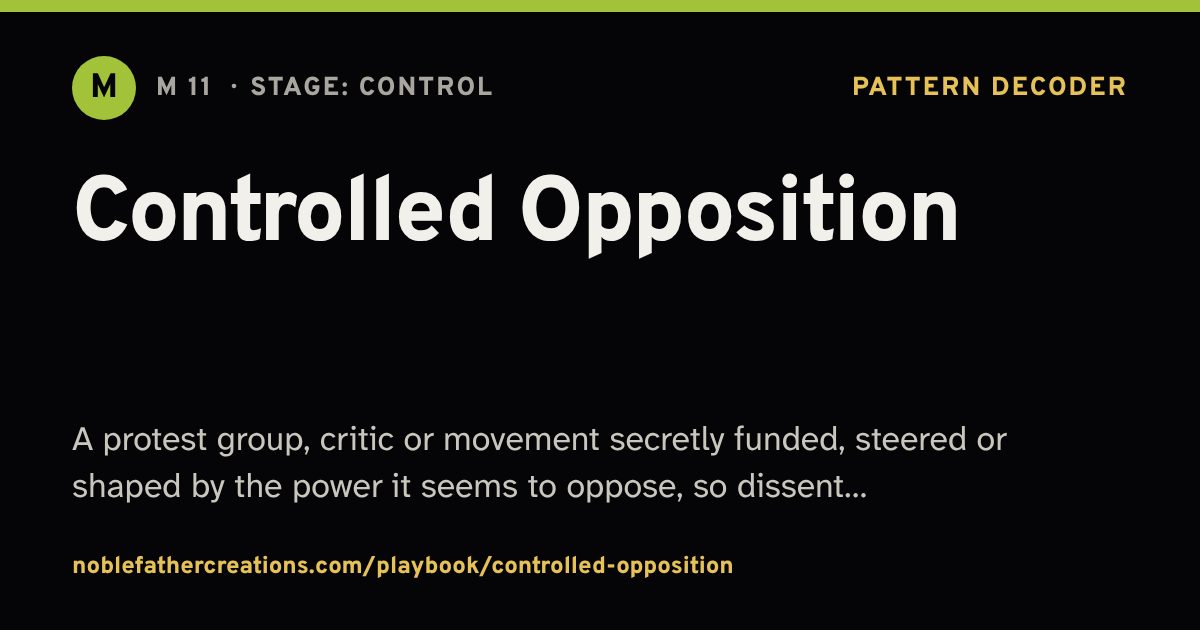 M
M 11 · STAGE: CONTROL
PATTERN DECODER
Controlled Opposition
A protest group, critic or movement secretly funded, steered or
shaped by the power it seems to oppose, so dissent...
noblefathercreations.com/playbook/controlled-opposition